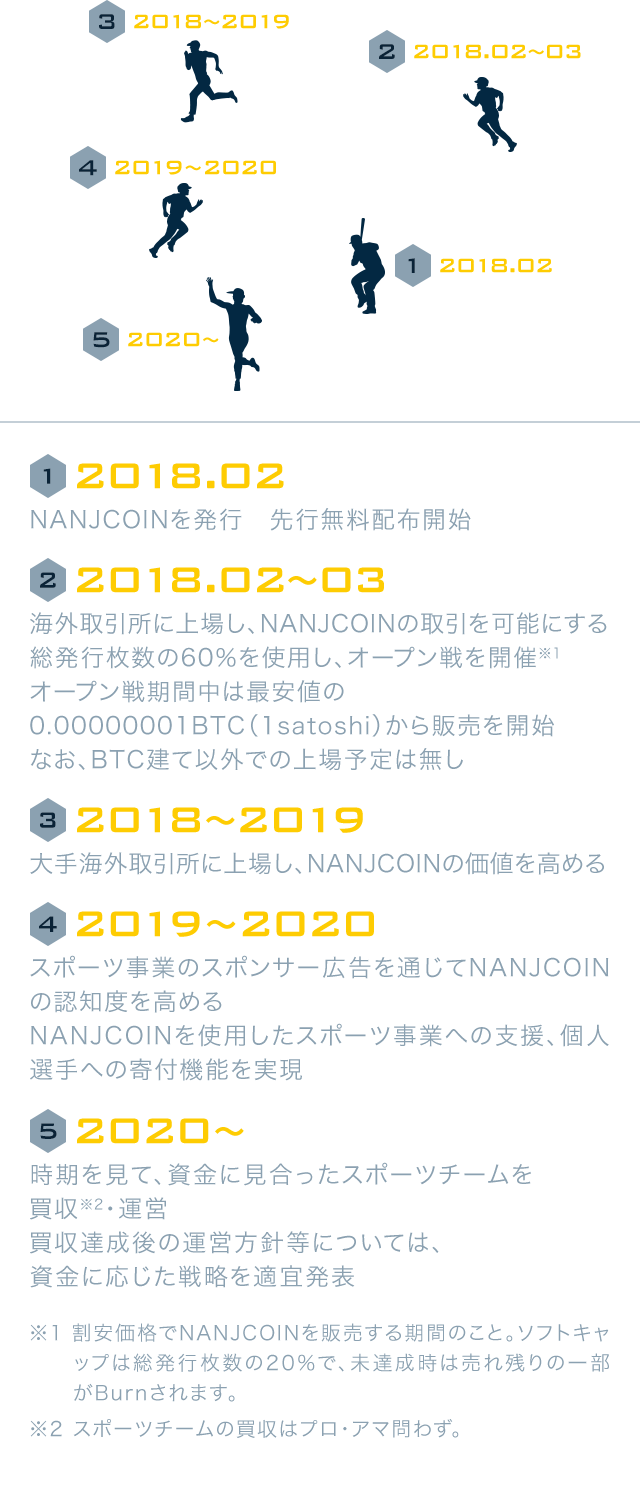 3 2018〜2019
2 2018.02〜03
4 2019〜2020
1 2018.02
5 2020〜
1 2018.02
NANJCOINを発行　先行無料配布開始
2 2018.02〜03
海外取引所に上場し、NANJCOINの取引を可能にする
総発行枚数の60%を使用し、オープン戦を開催※1
オープン戦期間中は最安値の
0.00000001BTC（1satoshi）から販売を開始
なお、BTC建て以外での上場予定は無し
3 2018〜2019
大手海外取引所に上場し、NANJCOINの価値を高める
4 2019〜2020
スポーツ事業のスポンサー広告を通じてNANJCOIN
の認知度を高める
NANJCOINを使用したスポーツ事業への支援、個人
選手への寄付機能を実現
5 2020〜
時期を見て、資金に見合ったスポーツチームを
買収※2・運営
買収達成後の運営方針等については、
資金に応じた戦略を適宜発表
※1 割安価格でNANJCOINを販売する期間のこと。ソフトキャ
ップは総発行枚数の20%で、未達成時は売れ残りの一部
がBurnされます。
※2 スポーツチームの買収はプロ・アマ問わず。